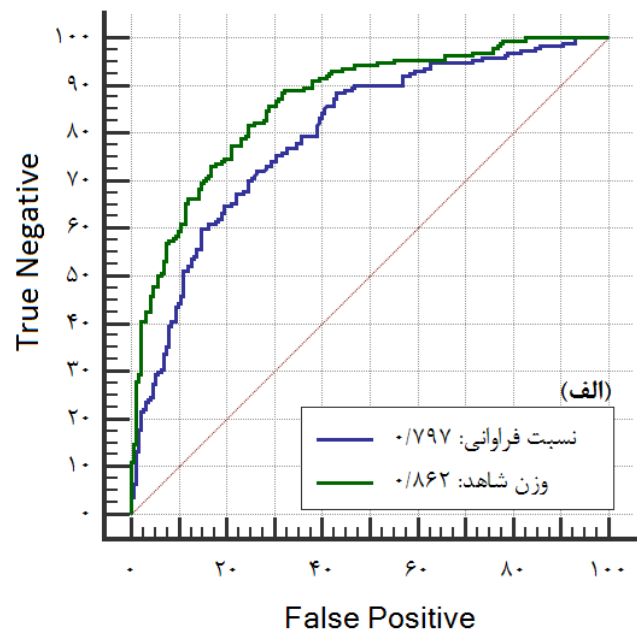 True Negative
۱۰۰
۹۰
۸۰
۷۰
۶۰
۵۰
۴۰
۳۰
۲۰
۱۰
۰
(الف)
نسبت فراوانی: ۰/۷۹۷
وزن شاهد: ۰/۸۶۲
۰ ۲۰ ۴۰ ۶۰ ۸۰ ۱۰۰
False Positive